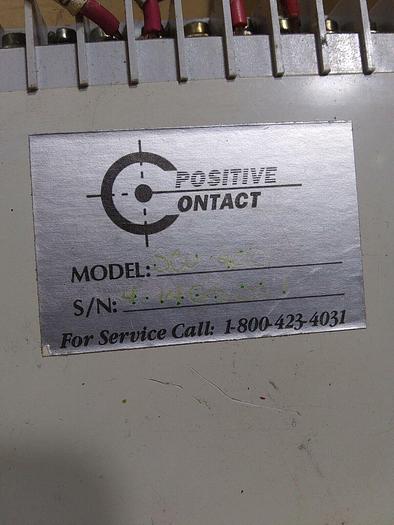 POSITIVE
CONTACT
MODEL:
S/N:
For Service Call: 1-800-423-4031